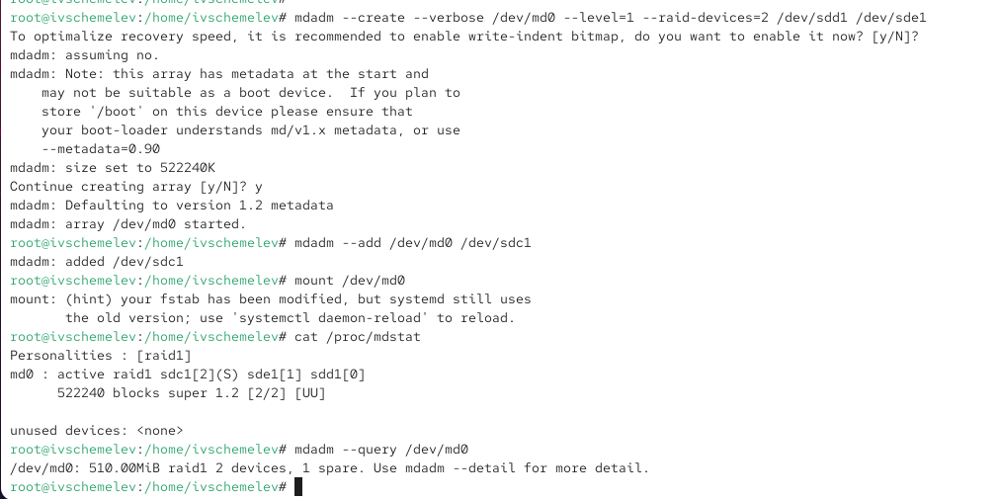 root@ivschemelev:/home/ivschemelev# mdadm --create --verbose /dev/md0 --level=1 --raid-devices=2 /dev/sdd1 /dev/sde1
To optimalize recovery speed, it is recommended to enable write-indent bitmap, do you want to enable it now? [y/N]?
mdadm: assuming no.
mdadm: Note: this array has metadata at the start and
    may not be suitable as a boot device.  If you plan to
    store '/boot' on this device please ensure that
    your boot-loader understands md/v1.x metadata, or use
    --metadata=0.90
mdadm: size set to 522240K
Continue creating array [y/N]? y
mdadm: Defaulting to version 1.2 metadata
mdadm: array /dev/md0 started.
root@ivschemelev:/home/ivschemelev# mdadm --add /dev/md0 /dev/sdc1
mdadm: added /dev/sdc1
root@ivschemelev:/home/ivschemelev# mount /dev/md0
mount: (hint) your fstab has been modified, but systemd still uses
       the old version; use 'systemctl daemon-reload' to reload.
root@ivschemelev:/home/ivschemelev# cat /proc/mdstat
Personalities : [raid1]
md0 : active raid1 sdc1[2](S) sde1[1] sdd1[0]
      522240 blocks super 1.2 [2/2] [UU]

unused devices: <none>
root@ivschemelev:/home/ivschemelev# mdadm --query /dev/md0
/dev/md0: 510.00MiB raid1 2 devices, 1 spare. Use mdadm --detail for more detail.
root@ivschemelev:/home/ivschemelev#